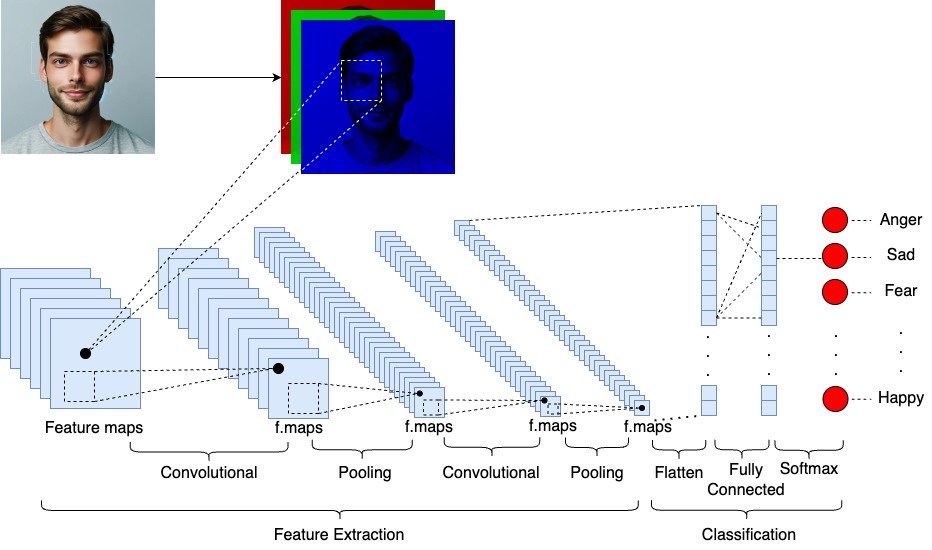 Anger
Sad
Fear
Happy
Feature maps
f.maps
f.maps
f.maps
f.maps
Convolutional
Pooling
Convolutional
Pooling
Flatten
Fully
Connected
Softmax
Feature Extraction
Classification